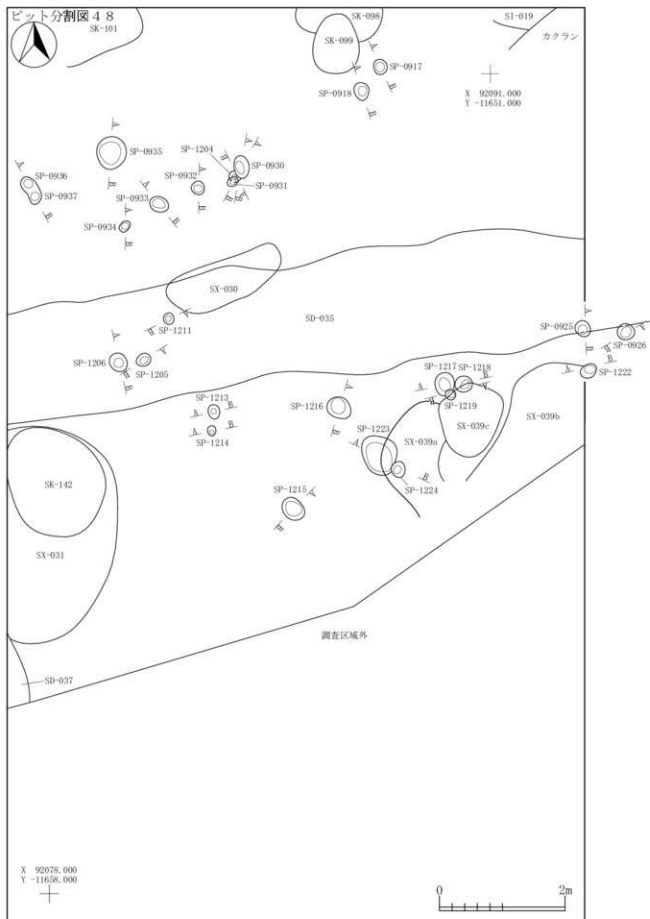 ピット分割図48
SK-101
SK-098
SI-019
SK-099
カクラン
SP-0917
SP-0918
X 92091.000
Y -11651.000
SP-0935
SP-1204
SP-0930
SP-0936
SP-0932
SP-0931
SP-0937
SP-0933
SP-0934
SX-030
SD-035
SP-1211
SP-0925
SP-0926
SP-1206
SP-1205
SP-1217
SP-1218
SP-1222
SP-1213
SP-1216
SP-1219
SP-1214
SP-1223
SX-039a
SX-039c
SX-039b
SK-142
SP-1224
SP-1215
SX-031
調査区域外
SD-037
X 92078.000
Y -11658.000
0 2m